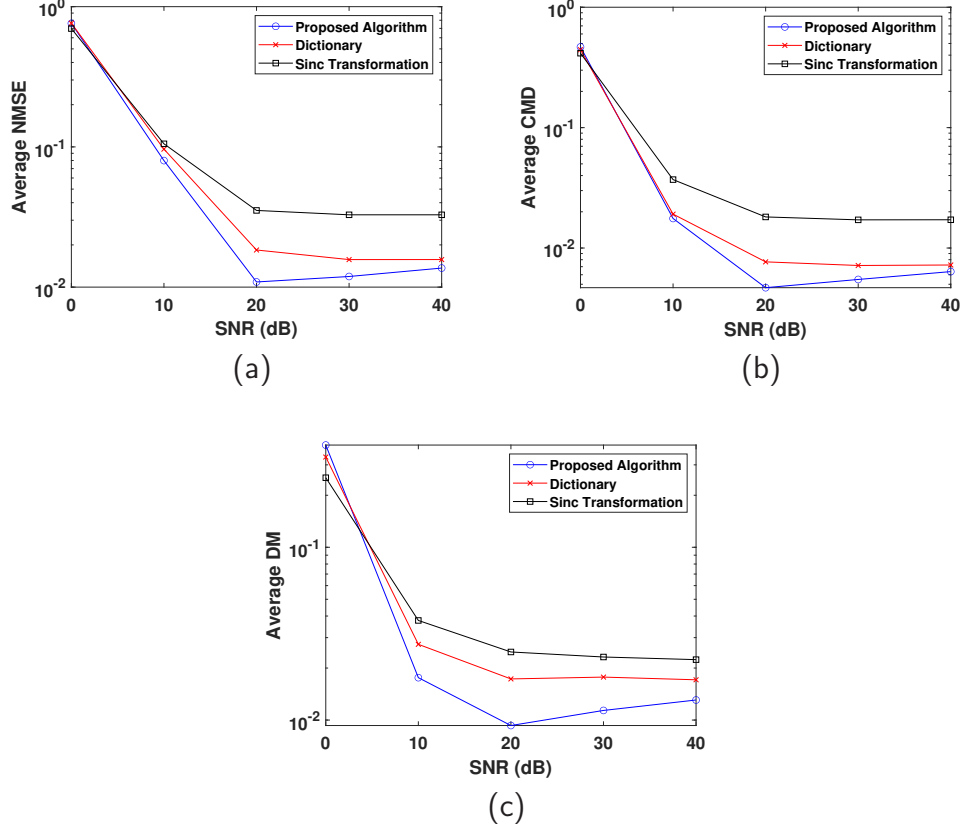 10^0
10^-1
10^-2
Average NMSE
0 10 20 30 40
SNR (dB)
Proposed Algorithm
Dictionary
Sinc Transformation
(a)
10^0
10^-1
10^-2
Average CMD
0 10 20 30 40
SNR (dB)
Proposed Algorithm
Dictionary
Sinc Transformation
(b)
10^-1
10^-2
Average DM
0 10 20 30 40
SNR (dB)
Proposed Algorithm
Dictionary
Sinc Transformation
(c)